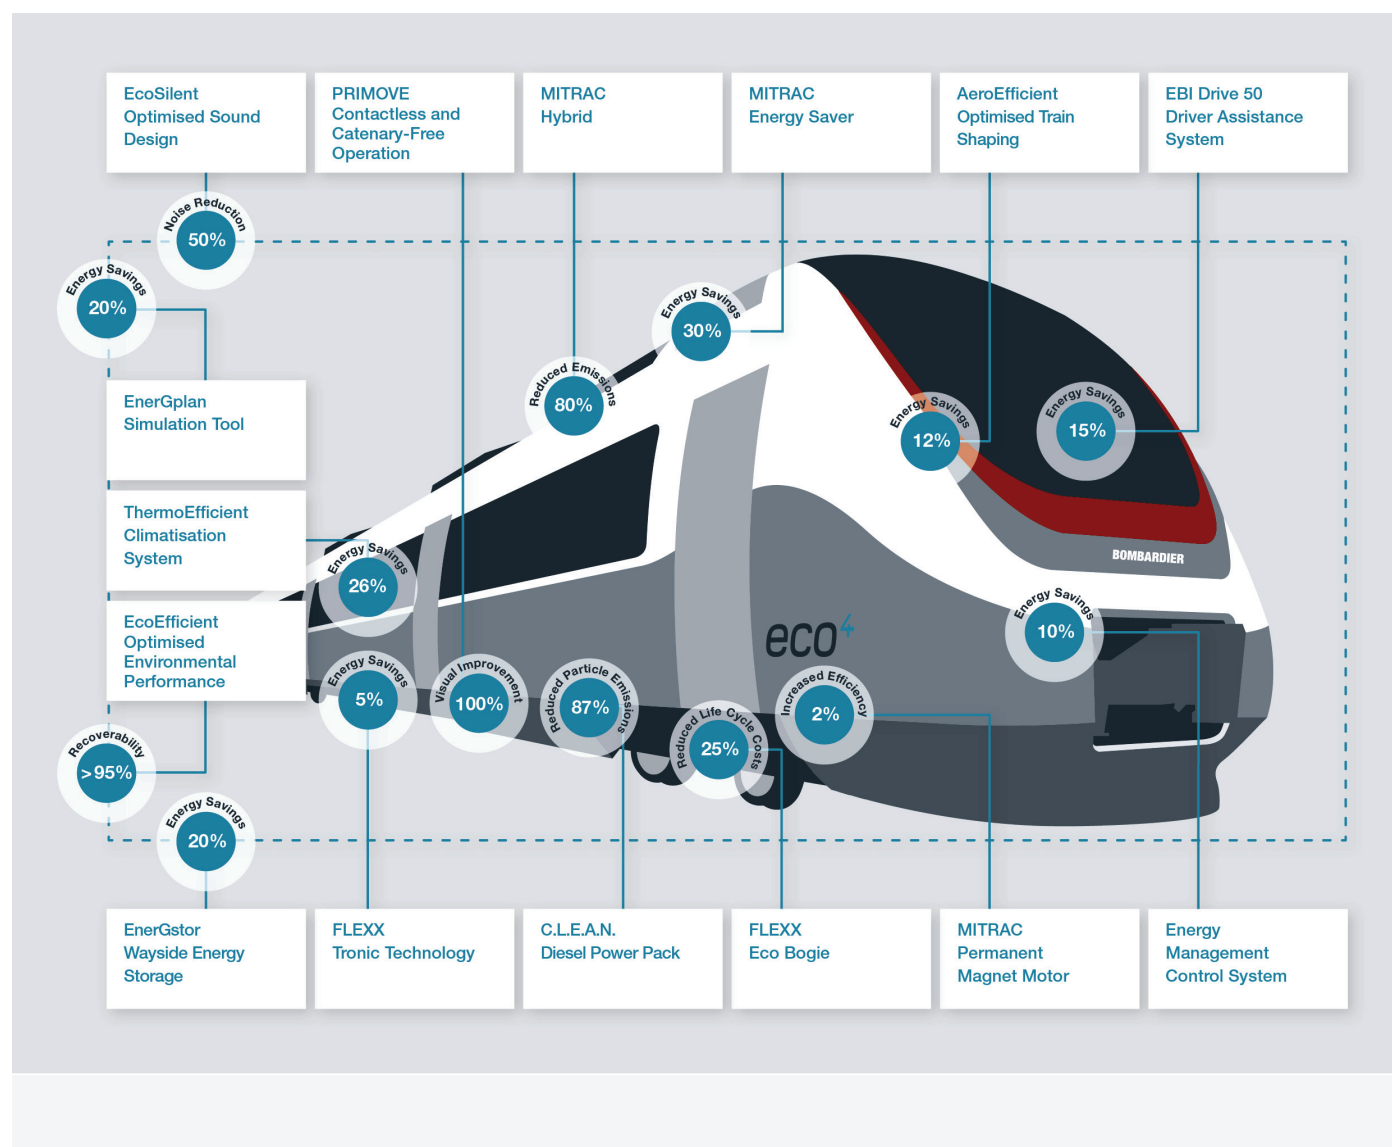 EcoSilent
Optimised Sound
Design
PRIMOVE
Contactless and
Catenary-Free
Operation
MITRAC
Hybrid
MITRAC
Energy Saver
AeroEfficient
Optimised Train
Shaping
EBI Drive 50
Driver Assistance
System
Noise Reduction
50%
Energy Savings
20%
Energy Savings
30%
Reduced Emissions
80%
Energy Savings
12%
Energy Savings
15%
EnerGplan
Simulation Tool
ThermoEfficient
Climatisation
System
Energy Savings
26%
BOMBARDIER
EcoEfficient
Optimised
Environmental
Performance
eco4
Energy Savings
10%
Energy Savings
5%
Visual Improvement
100%
Reduced Particle Emissions
87%
Reduced Life Cycle Costs
25%
Increased Efficiency
2%
Recoverability
>95%
Energy Savings
20%
EnerGstor
Wayside Energy
Storage
FLEXX
Tronic Technology
C.L.E.A.N.
Diesel Power Pack
FLEXX
Eco Bogie
MITRAC
Permanent
Magnet Motor
Energy
Management
Control System